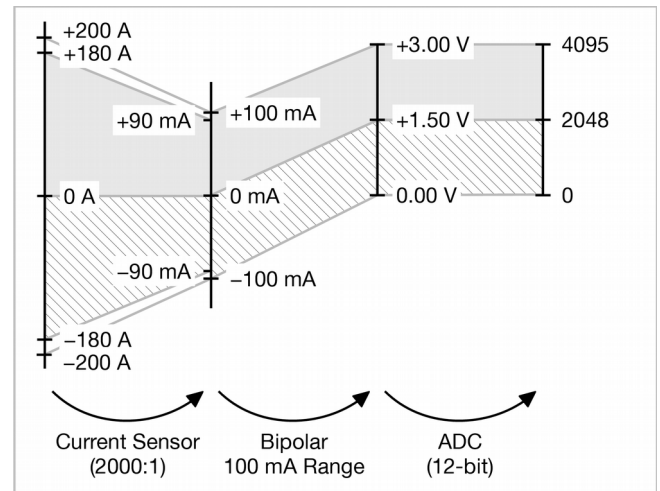 +200 A
+180 A
+90 mA
+100 mA
+3.00 V
4095
+1.50 V
2048
0 A
0 mA
0.00 V
0
−90 mA
−100 mA
−180 A
−200 A
Current Sensor
(2000:1)
Bipolar
100 mA Range
ADC
(12-bit)